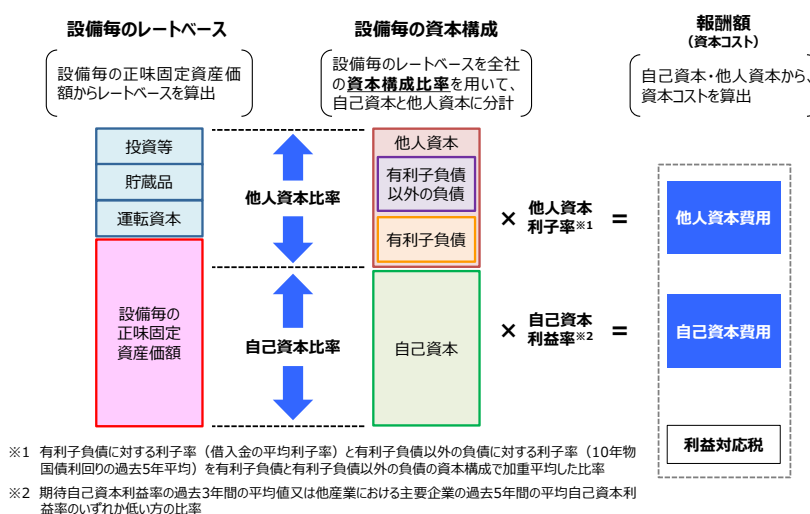 設備毎のレートベース
設備毎の資本構成
報酬額
(資本コスト)
設備毎の正味固定資産価
額からレートベースを算出
設備毎のレートベースを全社
の資本構成比率を用いて、
自己資本と他人資本に分計
自己資本・他人資本から、
資本コストを算出
投資等
貯蔵品
運転資本
設備毎の
正味固定
資産価額
他人資本比率
自己資本比率
他人資本
有利子負債
以外の負債
有利子負債
自己資本
× 他人資本
利子率※1 =
× 自己資本
利益率※2 =
他人資本費用
自己資本費用
利益対応税
※1 有利子負債に対する利子率（借入金の平均利子率）と有利子負債以外の負債に対する利子率（10年物
国債利回りの過去5年平均）を有利子負債と有利子負債以外の負債の資本構成で加重平均した比率
※2 期待自己資本利益率の過去3年間の平均値又は他産業における主要企業の過去5年間の平均自己資本利
益率のいずれか低い方の比率